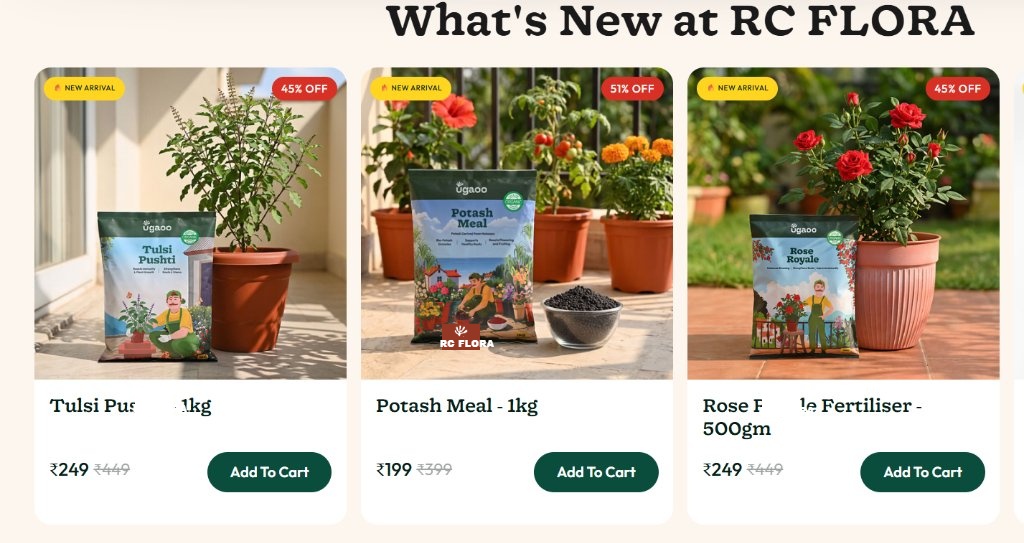 What's New at RC FLORA
NEW ARRIVAL
45% OFF
ugaoo
ORGANIC
Tulsi
Pushti
Tulsi Pus 1kg
₹249 ₹449
Add To Cart
NEW ARRIVAL
51% OFF
ugaoo
ORGANIC
Potash
Meal
RC FLORA
Potash Meal - 1kg
₹199 ₹399
Add To Cart
NEW ARRIVAL
45% OFF
ugaoo
Rose
Royale
Rose le Fertiliser -
500gm
₹249 ₹449
Add To Cart